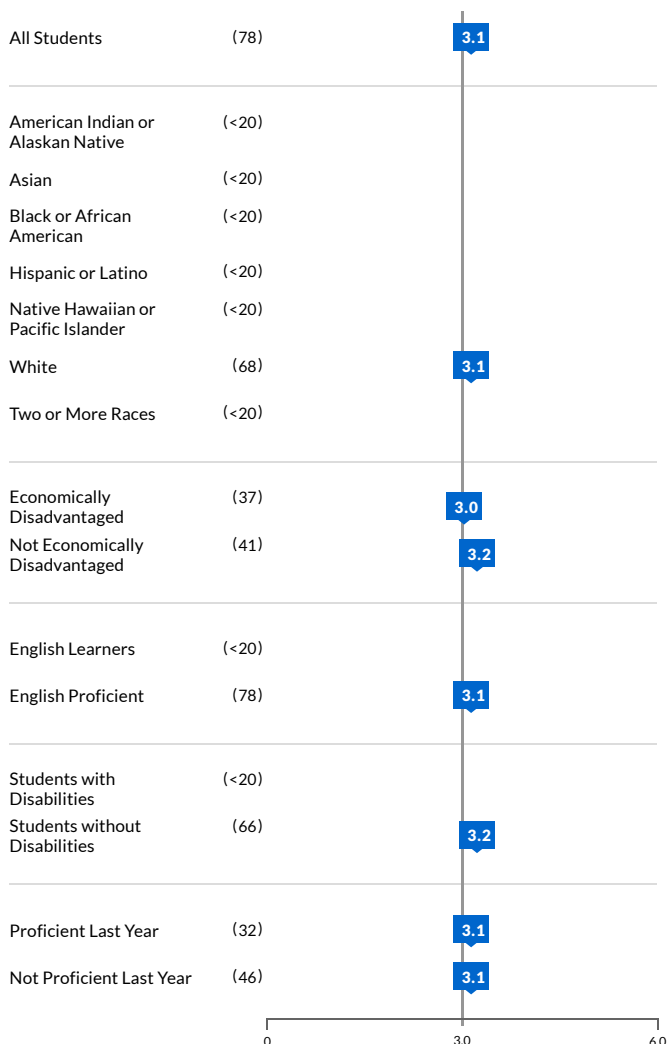 All Students (78) 3.1
American Indian or (<20)
Alaskan Native
Asian (<20)
Black or African (<20)
American
Hispanic or Latino (<20)
Native Hawaiian or (<20)
Pacific Islander
White (68) 3.1
Two or More Races (<20)
Economically (37) 3.0
Disadvantaged
Not Economically (41) 3.2
Disadvantaged
English Learners (<20)
English Proficient (78) 3.1
Students with (<20)
Disabilities
Students without (66) 3.2
Disabilities
Proficient Last Year (32) 3.1
Not Proficient Last Year (46) 3.1
0 3.0 6.0